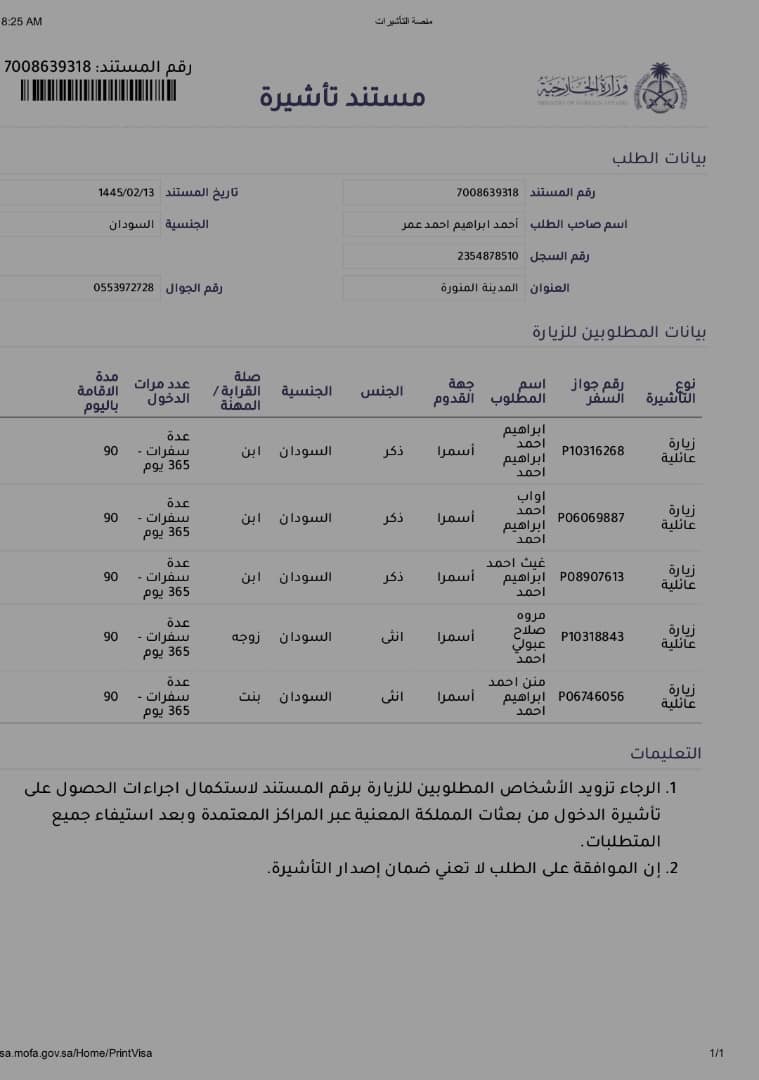 8:25 AM
منصة التأشيرات
رقم المستند: 7008639318
مستند تأشيرة
وزارة الخارجية
MINISTRY OF FOREIGN AFFAIRS
بيانات الطلب
رقم المستند 7008639318 تاريخ المستند 1445/02/13
اسم صاحب الطلب أحمد ابراهيم احمد عمر الجنسية السودان
رقم السجل 2354878510
العنوان المدينة المنورة رقم الجوال 0553972728
بيانات المطلوبين للزيارة
نوع التأشيرة رقم جواز السفر اسم المطلوب جهة القدوم الجنس الجنسية صلة القرابة / المهنة عدد مرات الدخول مدة الاقامة باليوم
زيارة عائلية P10316268 ابراهيم احمد ابراهيم احمد أسمرا ذكر السودان ابن عدة سفرات - 365 يوم 90
زيارة عائلية P06069887 اواب احمد ابراهيم احمد أسمرا ذكر السودان ابن عدة سفرات - 365 يوم 90
زيارة عائلية P08907613 غيث احمد ابراهيم احمد أسمرا ذكر السودان ابن عدة سفرات - 365 يوم 90
زيارة عائلية P10318843 مروه صلاح عبولي احمد أسمرا انثى السودان زوجه عدة سفرات - 365 يوم 90
زيارة عائلية P06746056 منن احمد ابراهيم احمد أسمرا انثى السودان بنت عدة سفرات - 365 يوم 90
التعليمات
1. الرجاء تزويد الأشخاص المطلوبين للزيارة برقم المستند لاستكمال اجراءات الحصول على
تأشيرة الدخول من بعثات المملكة المعنية عبر المراكز المعتمدة وبعد استيفاء جميع
المتطلبات.
2. إن الموافقة على الطلب لا تعني ضمان إصدار التأشيرة.
sa.mofa.gov.sa/Home/PrintVisa
1/1